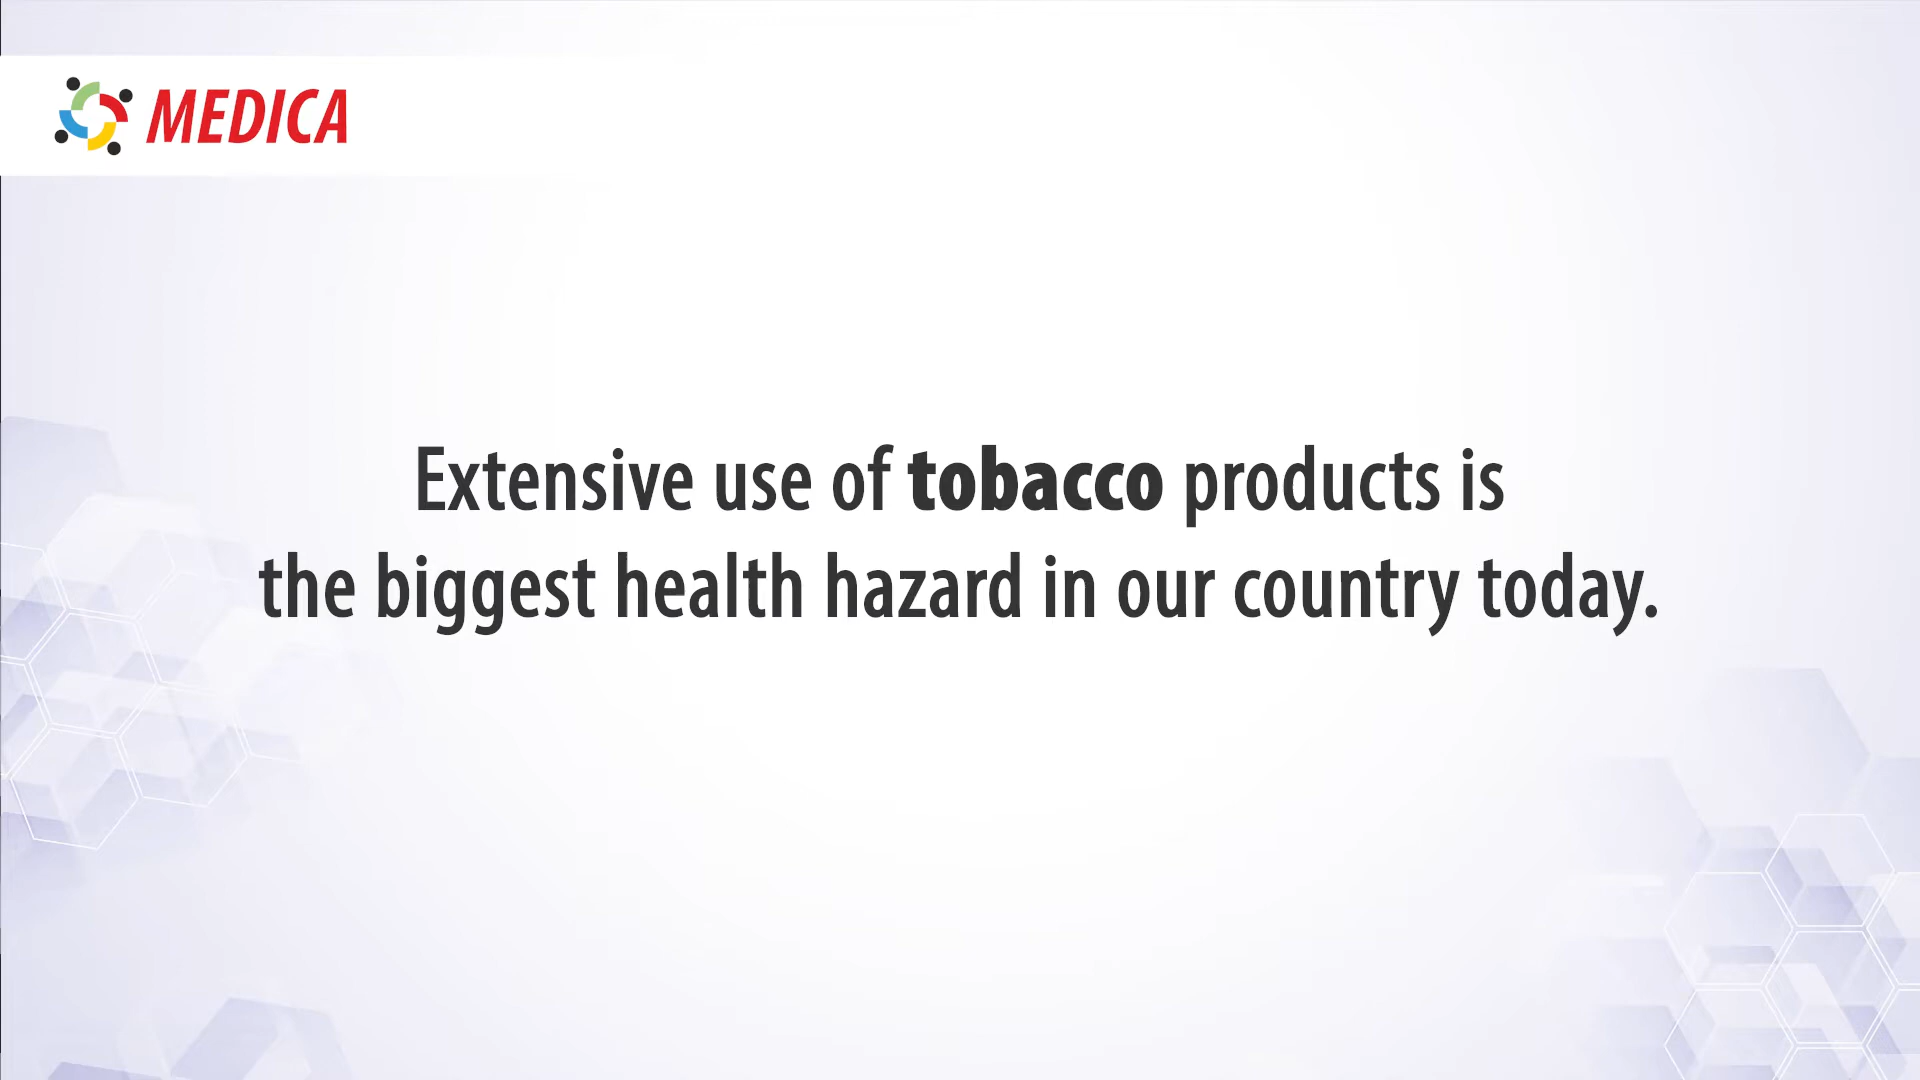 MEDICA
Extensive use of tobacco products is
the biggest health hazard in our country today.